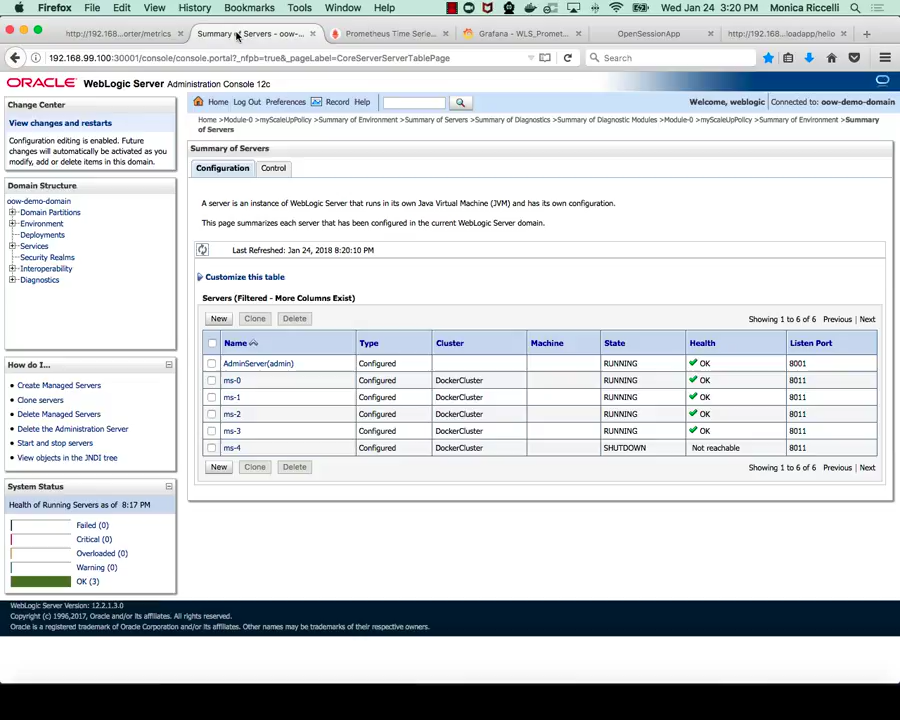 Firefox File Edit View History Bookmarks Tools Window Help Wed Jan 24 3:20 PM Monica Riccelli
http://192.168...orter/metrics Summary of Servers - oow-... Prometheus Time Serie... Grafana - WLS_Promet... OpenSessionApp http://192.168....loadapp/hello
192.168.99.100:30001/console/console.portal?_nfpb=true&_pageLabel=CoreServerServerTablePage Search
ORACLE WebLogic Server Administration Console 12c
Change Center
View changes and restarts
Configuration editing is enabled. Future
changes will automatically be activated as you
modify, add or delete items in this domain.
Domain Structure
oow-demo-domain
Domain Partitions
Environment
Deployments
Services
Security Realms
Interoperability
Diagnostics
How do I...
Create Managed Servers
Clone servers
Delete Managed Servers
Delete the Administration Server
Start and stop servers
View objects in the JNDI tree
System Status
Health of Running Servers as of 8:17 PM
Failed (0)
Critical (0)
Overloaded (0)
Warning (0)
OK (3)
Home Log Out Preferences Record Help
Welcome, weblogic Connected to: oow-demo-domain
Home >Module-0 >myScaleUpPolicy >Summary of Environment >Summary of Servers >Summary of Diagnostics >Summary of Diagnostic Modules >Module-0 >myScaleUpPolicy >Summary of Environment >Summary
of Servers
Summary of Servers
Configuration Control
A server is an instance of WebLogic Server that runs in its own Java Virtual Machine (JVM) and has its own configuration.
This page summarizes each server that has been configured in the current WebLogic Server domain.
Last Refreshed: Jan 24, 2018 8:20:10 PM
Customize this table
Servers (Filtered - More Columns Exist)
New Clone Delete Showing 1 to 6 of 6 Previous | Next
Name Type Cluster Machine State Health Listen Port
AdminServer(admin) Configured RUNNING OK 8001
ms-0 Configured DockerCluster RUNNING OK 8011
ms-1 Configured DockerCluster RUNNING OK 8011
ms-2 Configured DockerCluster RUNNING OK 8011
ms-3 Configured DockerCluster RUNNING OK 8011
ms-4 Configured DockerCluster SHUTDOWN Not reachable 8011
New Clone Delete Showing 1 to 6 of 6 Previous | Next
WebLogic Server Version: 12.2.1.3.0
Copyright (c) 1996,2017, Oracle and/or its affiliates. All rights reserved.
Oracle is a registered trademark of Oracle Corporation and/or its affiliates. Other names may be trademarks of their respective owners.